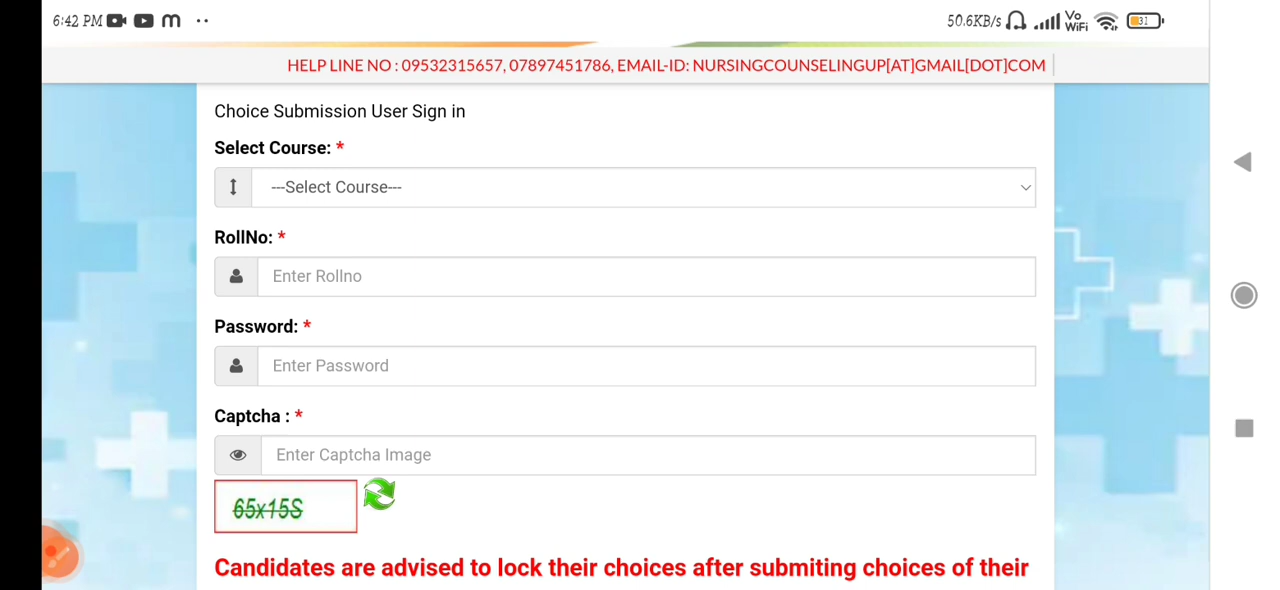 6:42 PM
50.6KB/s Vo WiFi 31
HELP LINE NO : 09532315657, 07897451786, EMAIL-ID: NURSINGCOUNSELINGUP[AT]GMAIL[DOT]COM
Choice Submission User Sign in
Select Course: *
---Select Course---
RollNo: *
Enter Rollno
Password: *
Enter Password
Captcha : *
Enter Captcha Image
65x15S
Candidates are advised to lock their choices after submiting choices of their